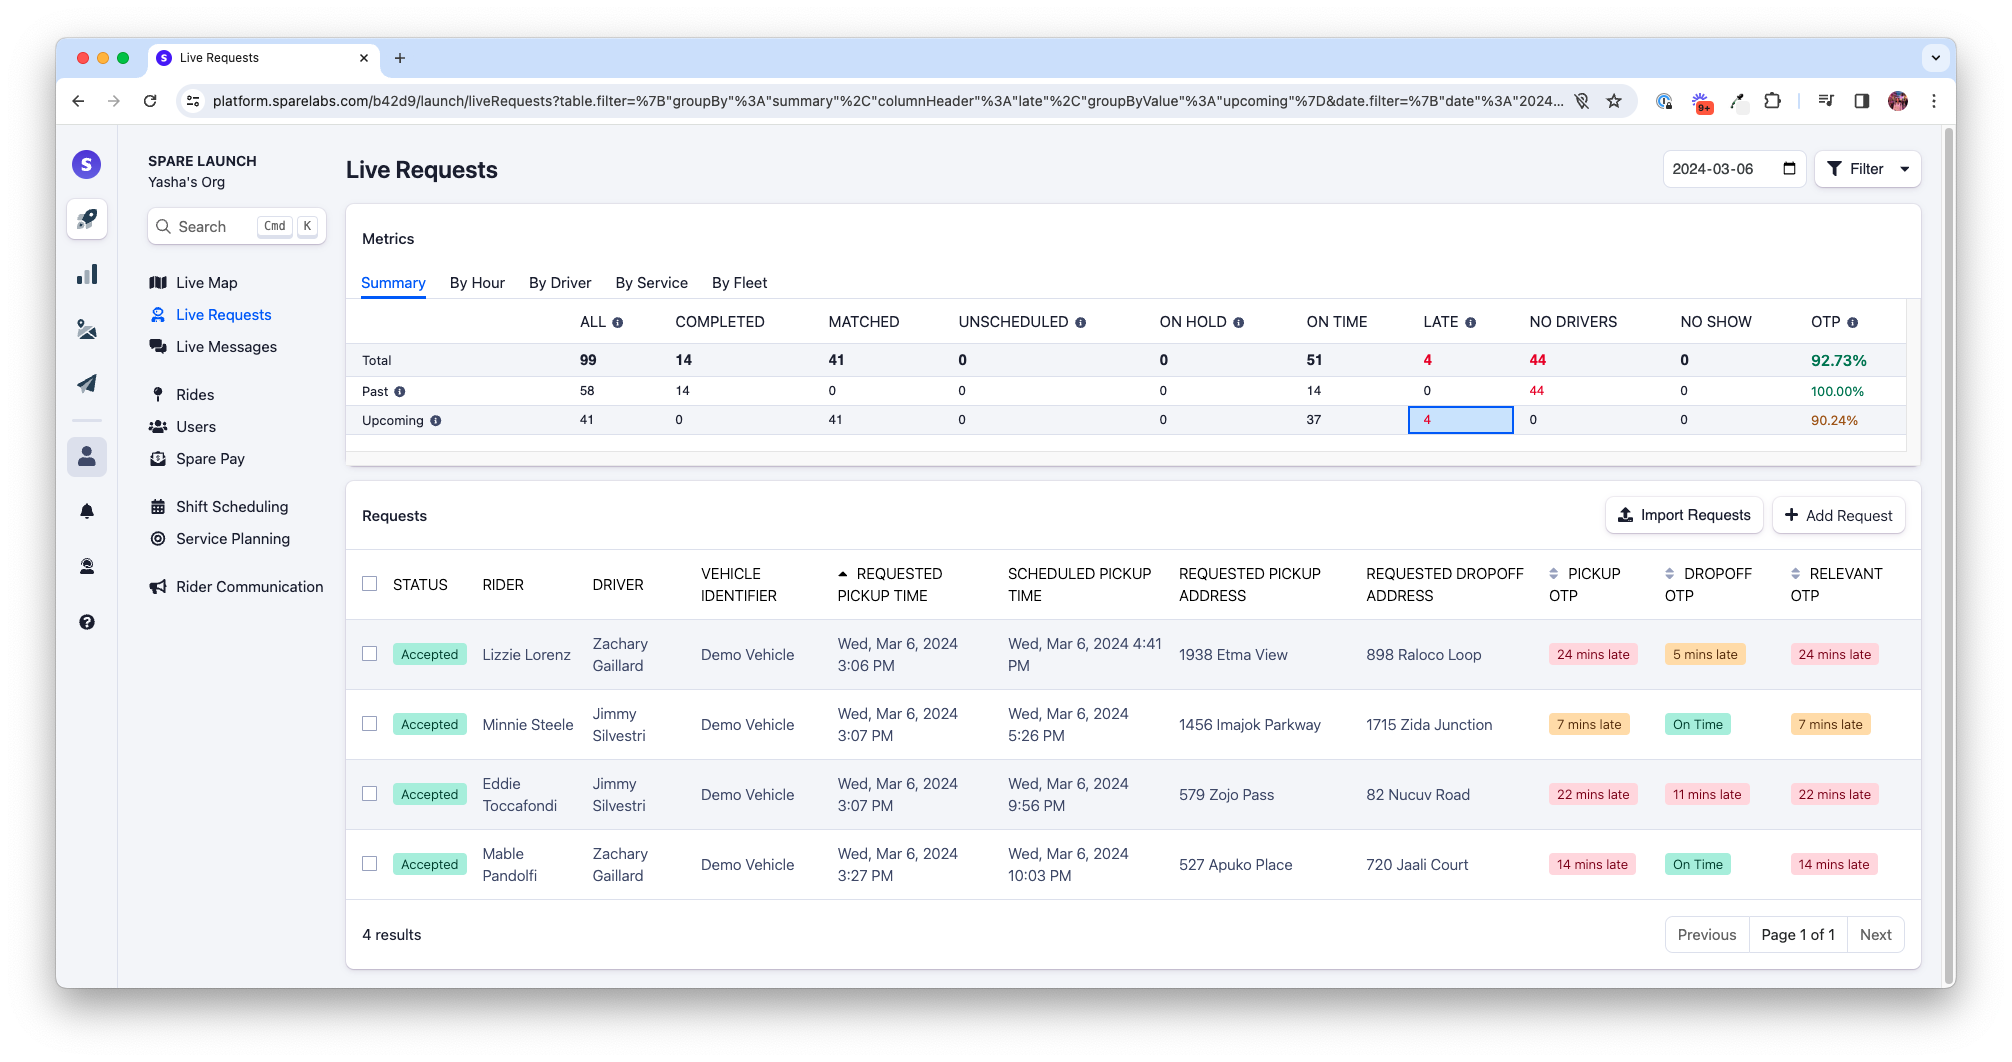 Live Requests
platform.sparelabs.com/b42d9/launch/liveRequests?table.filter=%7B"groupBy"%3A"summary"%2C"columnHeader"%3A"late"%2C"groupByValue"%3A"upcoming"%7D&date.filter=%7B"date"%3A"2024...
9+
S
SPARE LAUNCH
Yasha's Org
Search Cmd K
Live Map
Live Requests
Live Messages
Rides
Users
Spare Pay
Shift Scheduling
Service Planning
Rider Communication
Live Requests
2024-03-06
Filter
Metrics
Summary By Hour By Driver By Service By Fleet
ALL COMPLETED MATCHED UNSCHEDULED ON HOLD ON TIME LATE NO DRIVERS NO SHOW OTP
Total 99 14 41 0 0 51 4 44 0 92.73%
Past 58 14 0 0 0 14 0 44 0 100.00%
Upcoming 41 0 41 0 0 37 4 0 0 90.24%
Requests
Import Requests
Add Request
STATUS RIDER DRIVER VEHICLE IDENTIFIER REQUESTED PICKUP TIME SCHEDULED PICKUP TIME REQUESTED PICKUP ADDRESS REQUESTED DROPOFF ADDRESS PICKUP OTP DROPOFF OTP RELEVANT OTP
Accepted Lizzie Lorenz Zachary Gaillard Demo Vehicle Wed, Mar 6, 2024 3:06 PM Wed, Mar 6, 2024 4:41 PM 1938 Etma View 898 Raloco Loop 24 mins late 5 mins late 24 mins late
Accepted Minnie Steele Jimmy Silvestri Demo Vehicle Wed, Mar 6, 2024 3:07 PM Wed, Mar 6, 2024 5:26 PM 1456 Imajok Parkway 1715 Zida Junction 7 mins late On Time 7 mins late
Accepted Eddie Toccafondi Jimmy Silvestri Demo Vehicle Wed, Mar 6, 2024 3:07 PM Wed, Mar 6, 2024 9:56 PM 579 Zojo Pass 82 Nucuv Road 22 mins late 11 mins late 22 mins late
Accepted Mable Pandolfi Zachary Gaillard Demo Vehicle Wed, Mar 6, 2024 3:27 PM Wed, Mar 6, 2024 10:03 PM 527 Apuko Place 720 Jaali Court 14 mins late On Time 14 mins late
4 results
Previous Page 1 of 1 Next